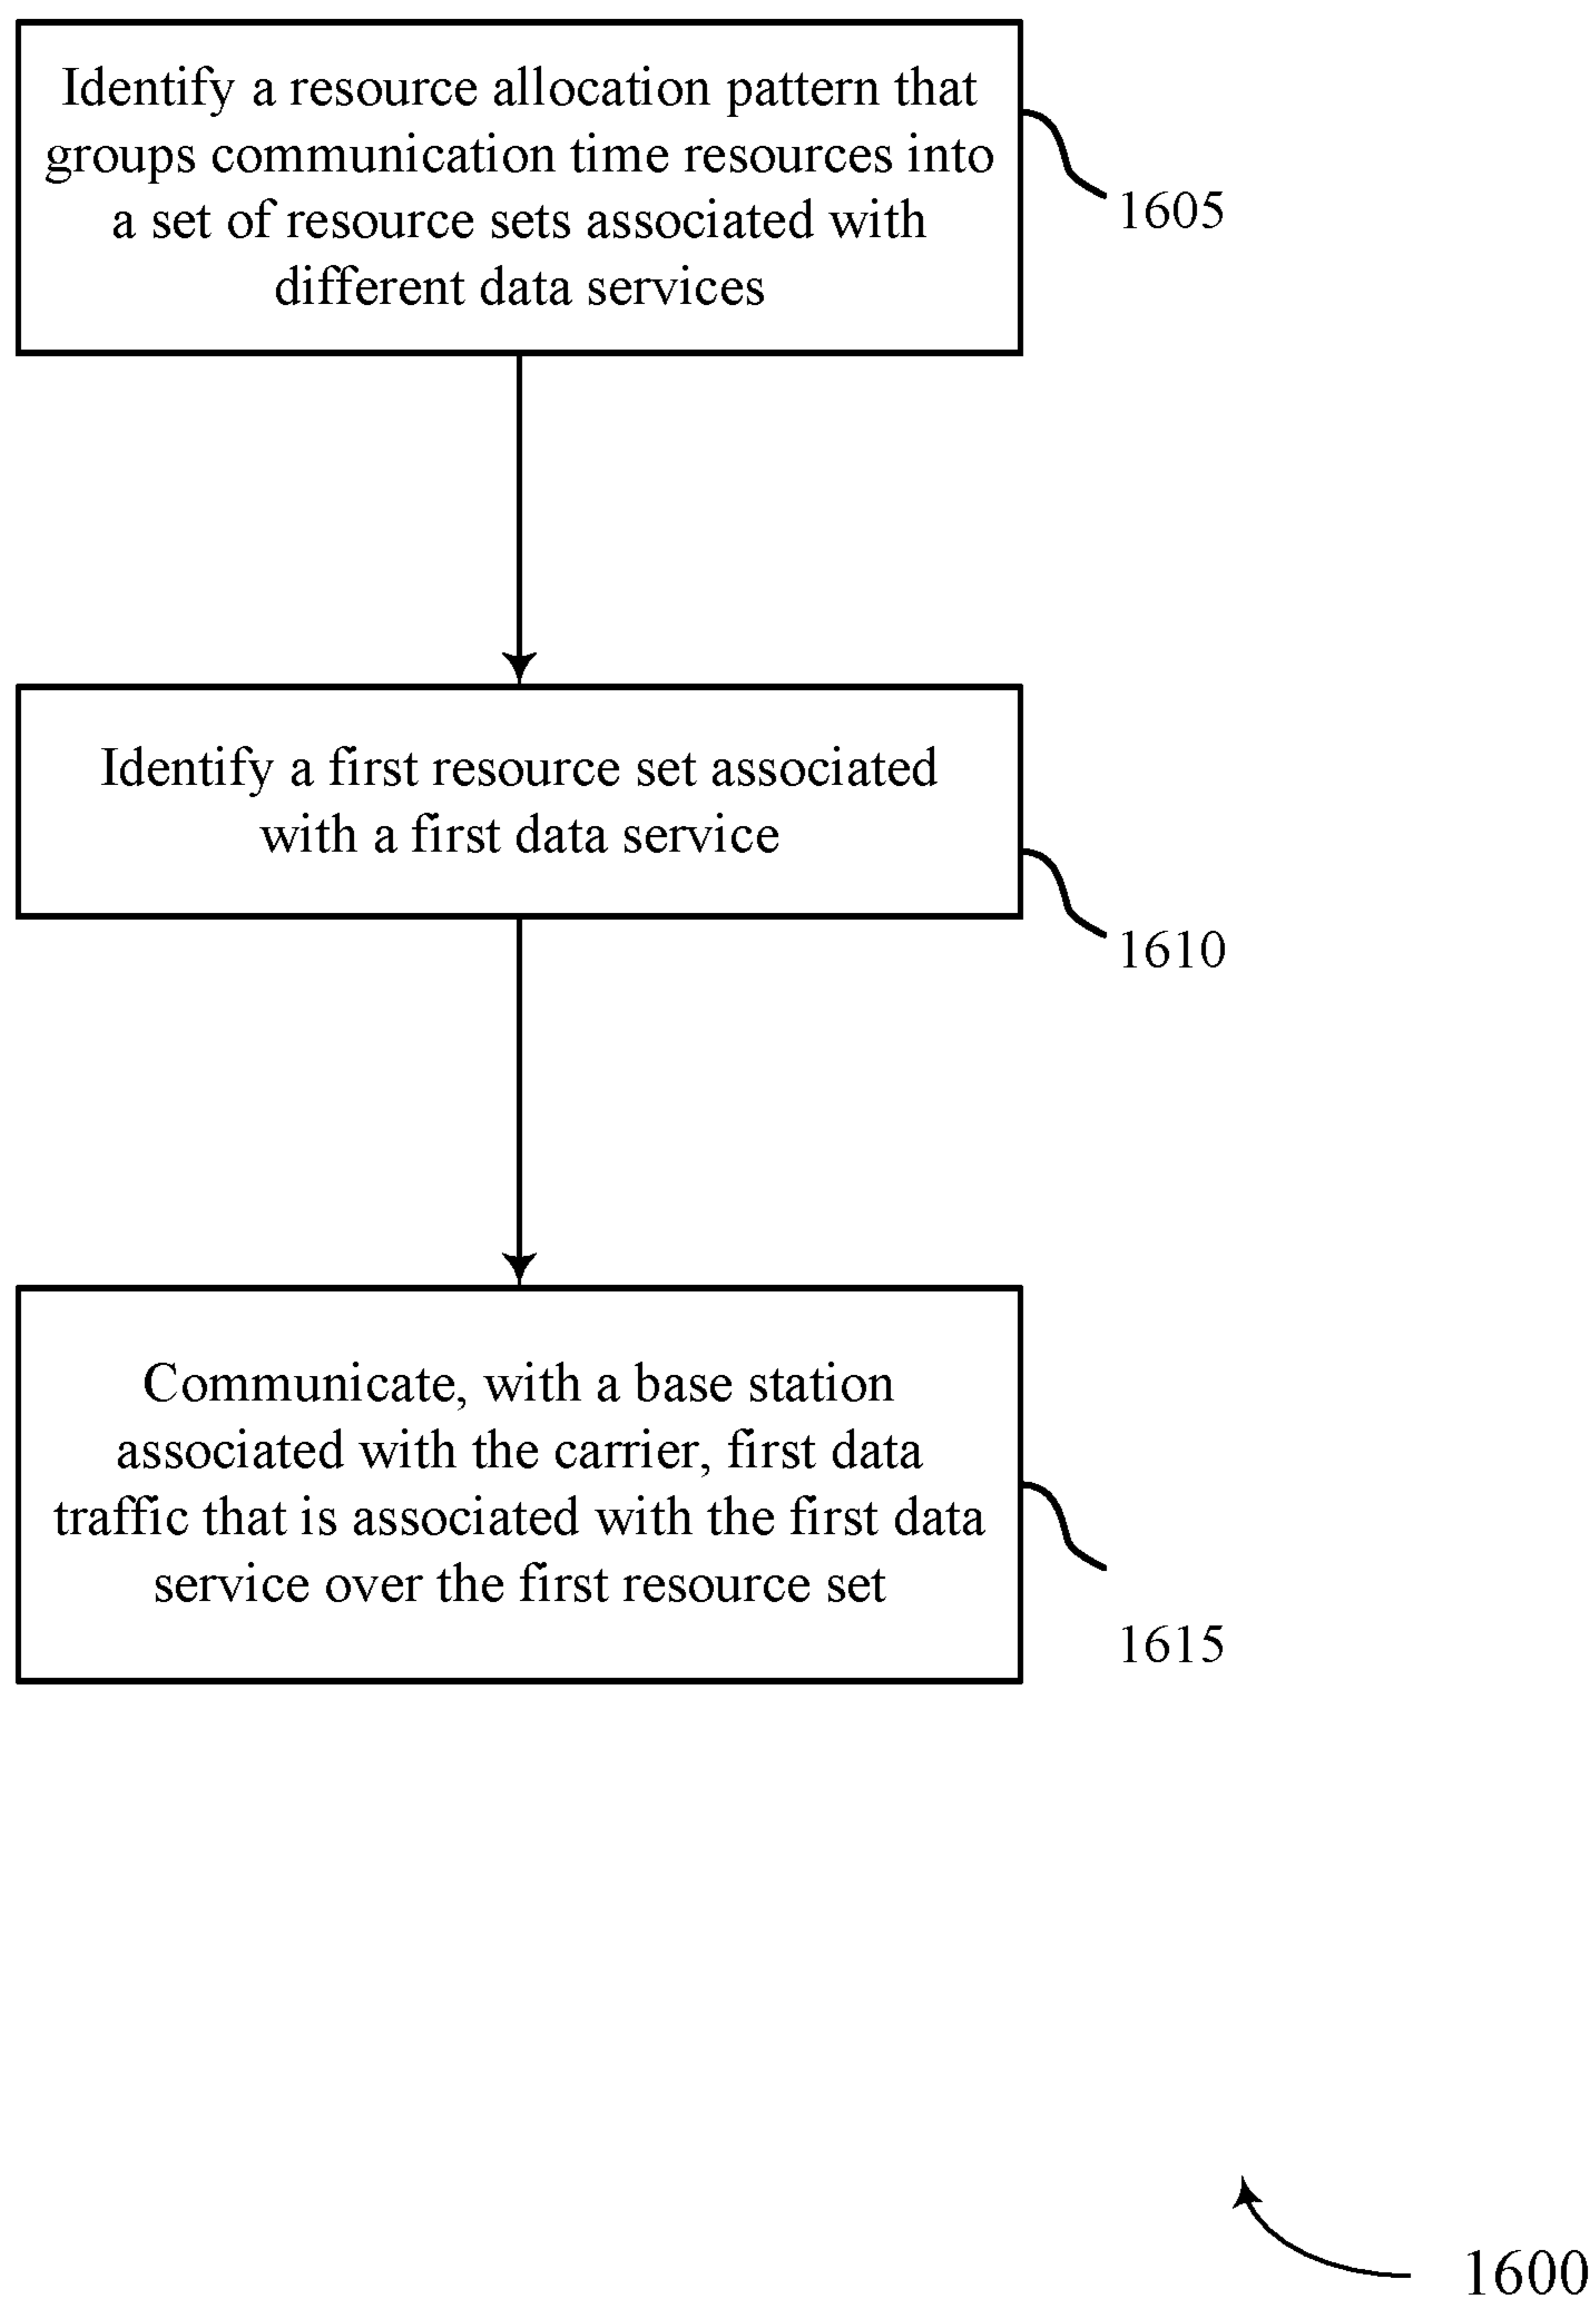 Identify a resource allocation pattern that
groups communication time resources into
a set of resource sets associated with
different data services
1605
Identify a first resource set associated
with a first data service
1610
Communicate, with a base station
associated with the carrier, first data
traffic that is associated with the first data
service over the first resource set
1615
1600